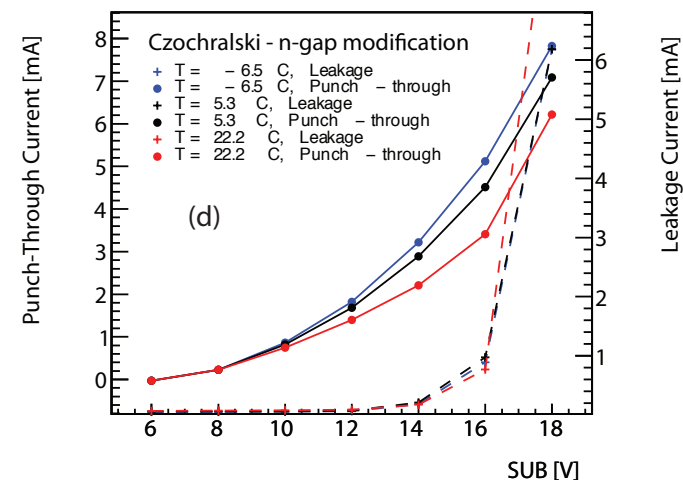 Czochralski - n-gap modification
T = – 6.5 C, Leakage
T = – 6.5 C, Punch – through
T = 5.3 C, Leakage
T = 5.3 C, Punch – through
T = 22.2 C, Leakage
T = 22.2 C, Punch – through
(d)
Punch-Through Current [mA]
8
7
6
5
4
3
2
1
0
Leakage Current [mA]
6
5
4
3
2
1
6 8 10 12 14 16 18
SUB [V]